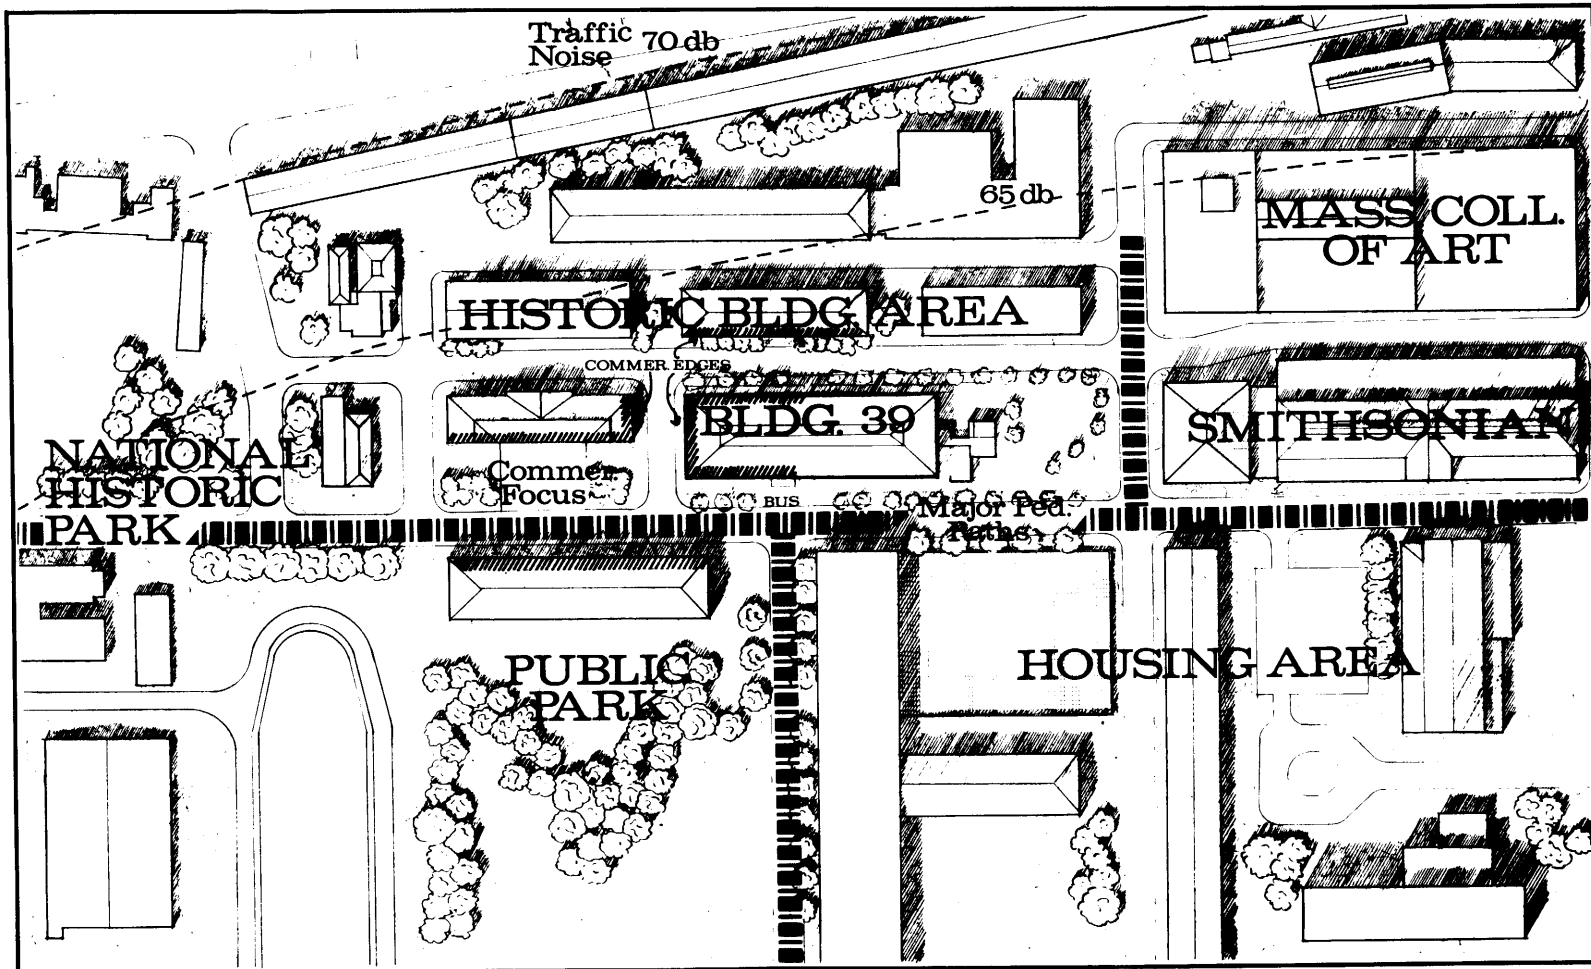 Traffic
Noise 70 db
65 db
MASS COLL.
OF ART
HISTORIC BLDG. AREA
COMMER. EDGES
BLDG. 39
SMITHSONIAN
NATIONAL
HISTORIC
PARK
Commer.
Focus
BUS
Major Ped.
Paths
PUBLIC
PARK
HOUSING AREA